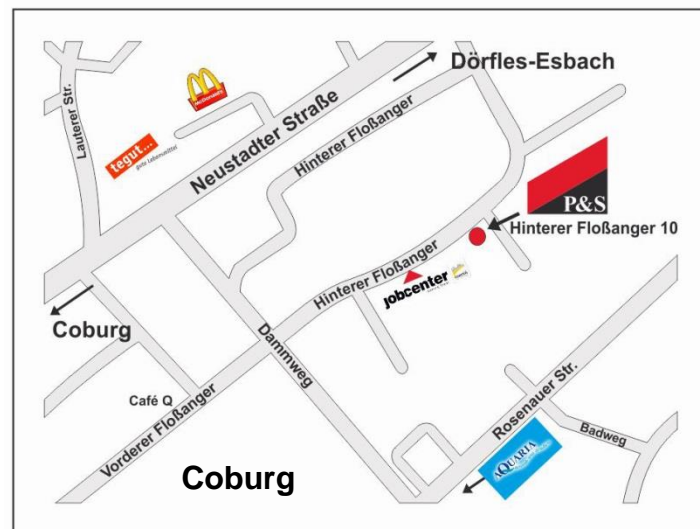 Dörfles-Esbach
McDonald's
Lauterer Str.
tegut...
gute Lebensmittel
Neustadter Straße
Hinterer Floßanger
P&S
Hinterer Floßanger 10
Hinterer Floßanger
jobcenter
Coburg
Dammweg
Café Q
Vorderer Floßanger
Rosenauer Str.
Badweg
AQUARIA
Coburg